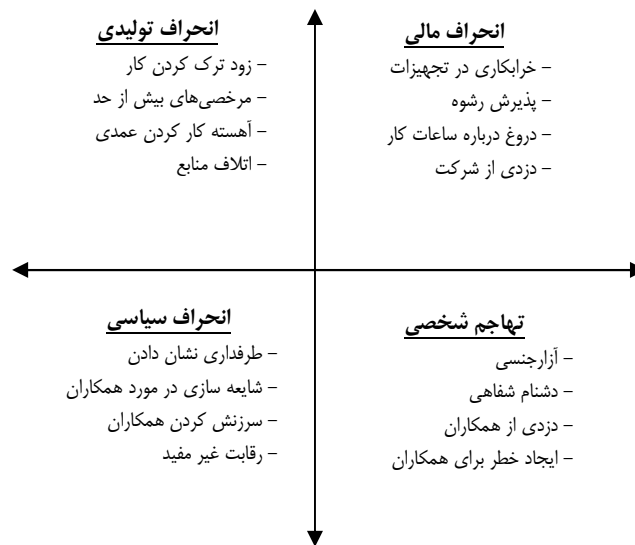 انحراف مالی
– خرابکاری در تجهیزات
– پذیرش رشوه
– دروغ درباره ساعات کار
– دزدی از شرکت
انحراف تولیدی
– زود ترک کردن کار
– مرخصی‌های بیش از حد
– آهسته کار کردن عمدی
– اتلاف منابع
تهاجم شخصی
– آزارجنسی
– دشنام شفاهی
– دزدی از همکاران
– ایجاد خطر برای همکاران
انحراف سیاسی
– طرفداری نشان دادن
– شایعه سازی در مورد همکاران
– سرزنش کردن همکاران
– رقابت غیر مفید